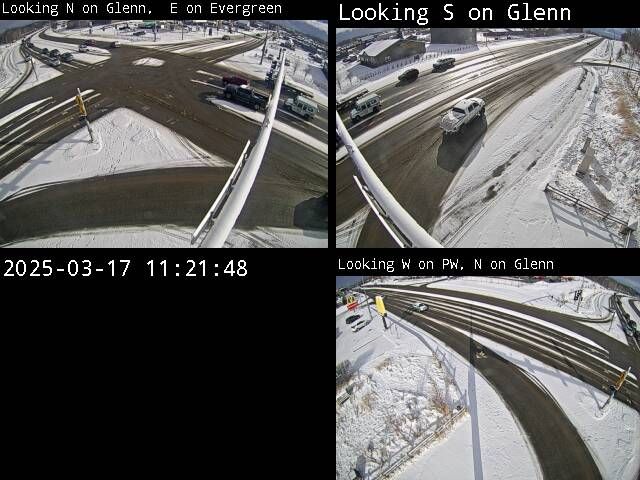 Looking N on Glenn,  E on Evergreen
Looking S on Glenn
2025-03-17 11:21:48
Looking W on PW, N on Glenn